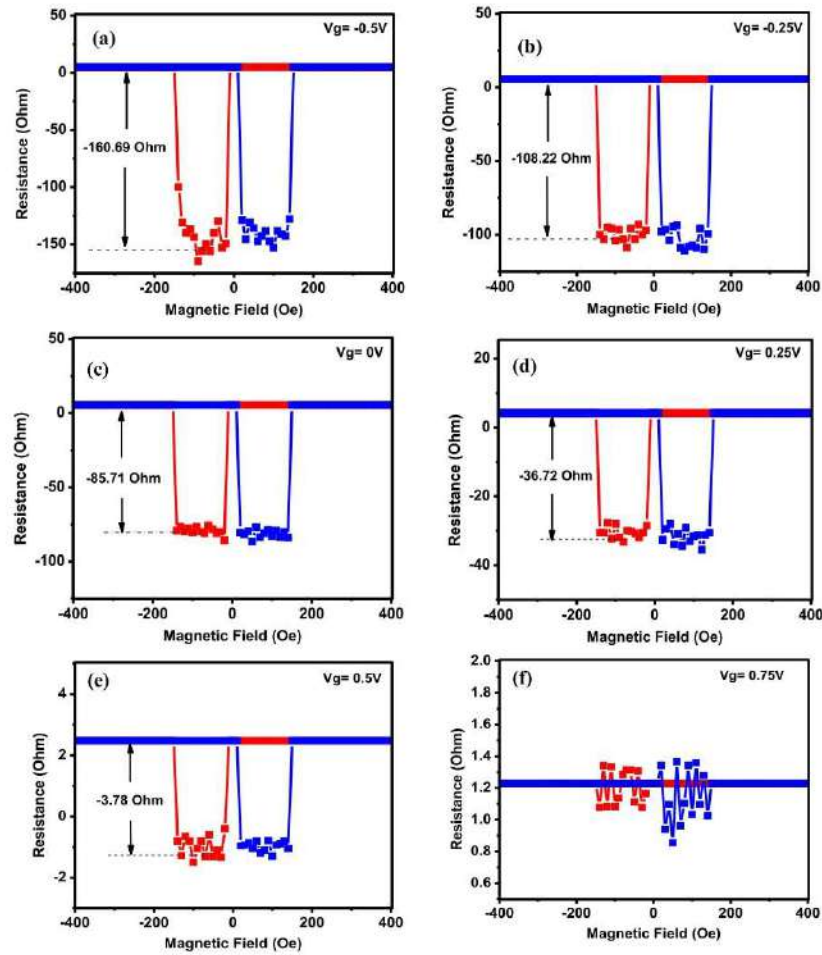 (a)
Vg= -0.5V
50
0
-50
-100
-150
-160.69 Ohm
Resistance (Ohm)
-400
-200
0
200
400
Magnetic Field (Oe)
(b)
Vg= -0.25V
50
0
-50
-100
-108.22 Ohm
Resistance (Ohm)
-400
-200
0
200
400
Magnetic Field (Oe)
(c)
Vg= 0V
50
0
-50
-100
-85.71 Ohm
Resistance (Ohm)
-400
-200
0
200
400
Magnetic Field (Oe)
(d)
Vg= 0.25V
20
0
-20
-40
-36.72 Ohm
Resistance (Ohm)
-400
-200
0
200
400
Magnetic Field (Oe)
(e)
Vg= 0.5V
4
2
0
-2
-3.78 Ohm
Resistance (Ohm)
-400
-200
0
200
400
Magnetic Field (Oe)
(f)
Vg= 0.75V
2.0
1.8
1.6
1.4
1.2
1.0
0.8
0.6
Resistance (Ohm)
-400
-200
0
200
400
Magnetic Field (Oe)